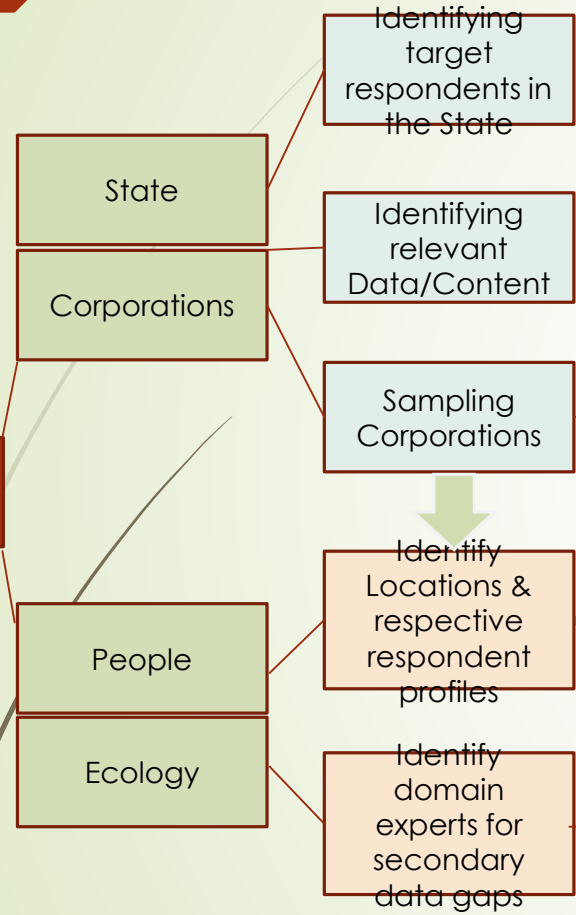 Identifying
target
respondents in
the State
State
Identifying
relevant
Data/Content
Corporations
Sampling
Corporations
Identify
Locations &
respective
respondent
profiles
People
Ecology
Identify
domain
experts for
secondary
data gaps